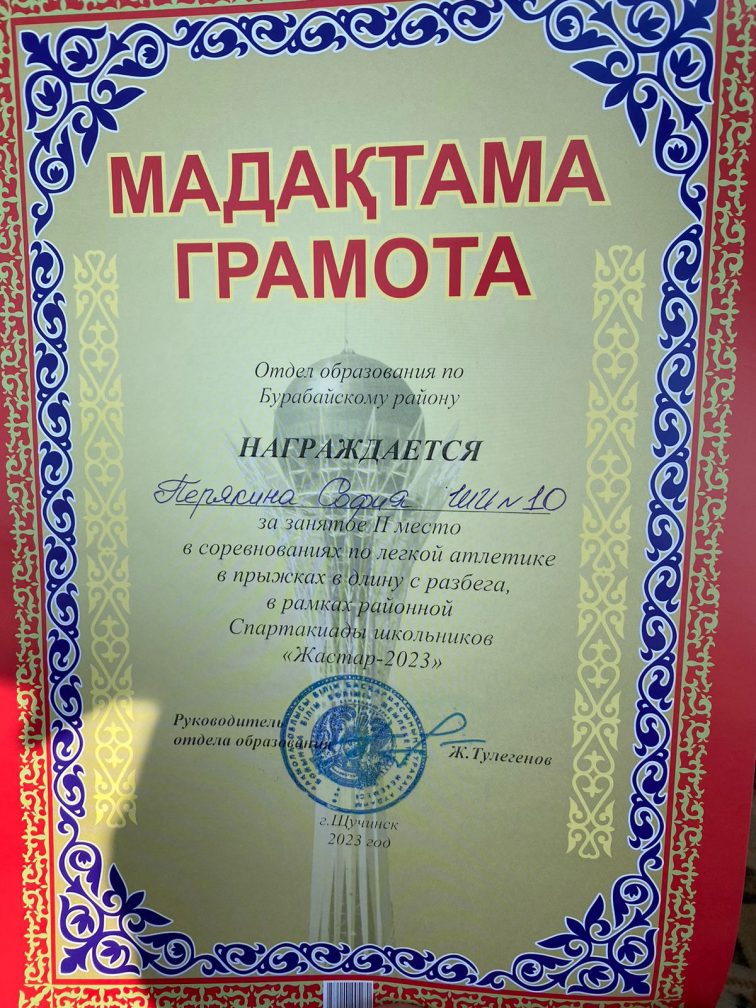 МАДАҚТАМА
ГРАМОТА
Отдел образования по
Бурабайскому району
НАГРАЖДАЕТСЯ
Перякина София ШИ№10
за занятое II место
в соревнованиях по легкой атлетике
в прыжках в длину с разбега,
в рамках районной
Спартакиады школьников
«Жастар-2023»
Руководитель
отдела образования
Ж.Тулегенов
г.Щучинск
2023 год